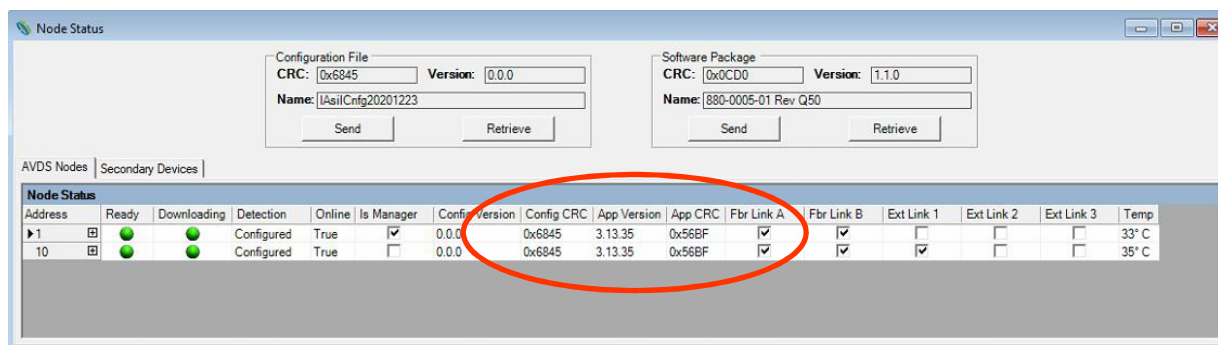 Node Status
Configuration File
CRC: 0x6845 Version: 0.0.0
Name: IAsilCnfg20201223
Send Retrieve
Software Package
CRC: 0x0CD0 Version: 1.1.0
Name: 880-0005-01 Rev Q50
Send Retrieve
AVDS Nodes Secondary Devices
Node Status
Address Ready Downloading Detection Online Is Manager Config Version Config CRC App Version App CRC Fbr Link A Fbr Link B Ext Link 1 Ext Link 2 Ext Link 3 Temp
1 Configured True 0.0.0 0x6845 3.13.35 0x56BF 33° C
10 Configured True 0.0.0 0x6845 3.13.35 0x56BF 35° C